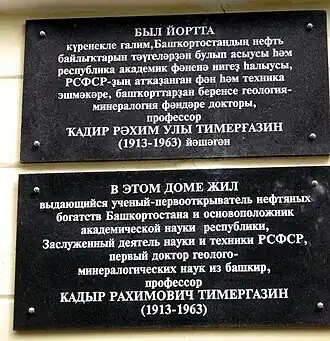 БЫЛ ЙОРТТА
күренекле ғалим, Башҡортостандың нефть
байлыҡтарын тәүгеләрҙән булып асыусы һәм
республика академик фәненә нигеҙ һалыусы,
РСФСР-ҙың атҡаҙанған фән һәм техника
эшмәкәре, башҡорттарҙан беренсе геология-
минералогия фәндәре докторы,
профессор
ҠАДИР РӘХИМ УЛЫ ТИМЕРҒАЗИН
(1913-1963) йәшәгән
В ЭТОМ ДОМЕ ЖИЛ
выдающийся ученый-первооткрыватель нефтяных
богатств Башкортостана и основоположник
академической науки республики,
Заслуженный деятель науки и техники РСФСР,
первый доктор геолого-
минералогических наук из башкир,
профессор
КАДЫР РАХИМОВИЧ ТИМЕРГАЗИН
(1913-1963)